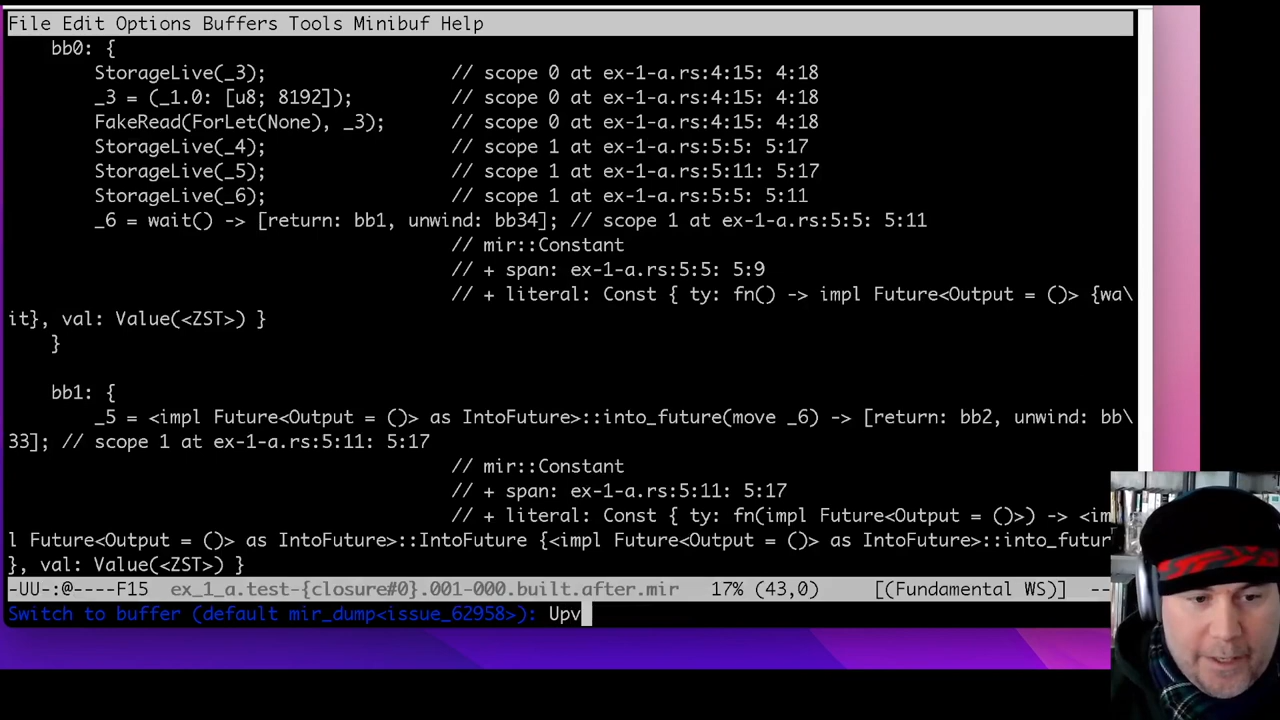 File Edit Options Buffers Tools Minibuf Help
bb0: {
StorageLive(_3); // scope 0 at ex-1-a.rs:4:15: 4:18
_3 = (_1.0: [u8; 8192]); // scope 0 at ex-1-a.rs:4:15: 4:18
FakeRead(ForLet(None), _3); // scope 0 at ex-1-a.rs:4:15: 4:18
StorageLive(_4); // scope 1 at ex-1-a.rs:5:5: 5:17
StorageLive(_5); // scope 1 at ex-1-a.rs:5:11: 5:17
StorageLive(_6); // scope 1 at ex-1-a.rs:5:5: 5:11
_6 = wait() -> [return: bb1, unwind: bb34]; // scope 1 at ex-1-a.rs:5:5: 5:11
// mir::Constant
// + span: ex-1-a.rs:5:5: 5:9
// + literal: Const { ty: fn() -> impl Future<Output = ()> {wa\
it}, val: Value(<ZST>) }
}
bb1: {
_5 = <impl Future<Output = ()> as IntoFuture>::into_future(move _6) -> [return: bb2, unwind: bb\
33]; // scope 1 at ex-1-a.rs:5:11: 5:17
// mir::Constant
// + span: ex-1-a.rs:5:11: 5:17
// + literal: Const { ty: fn(impl Future<Output = ()>) -> <im
l Future<Output = ()> as IntoFuture>::IntoFuture {<impl Future<Output = ()> as IntoFuture>::into_futur
}, val: Value(<ZST>) }
-UU-:@----F15 ex_1_a.test-{closure#0}.001-000.built.after.mir 17% (43,0) [(Fundamental WS)] --
Switch to buffer (default mir_dump<issue_62958>): Upv